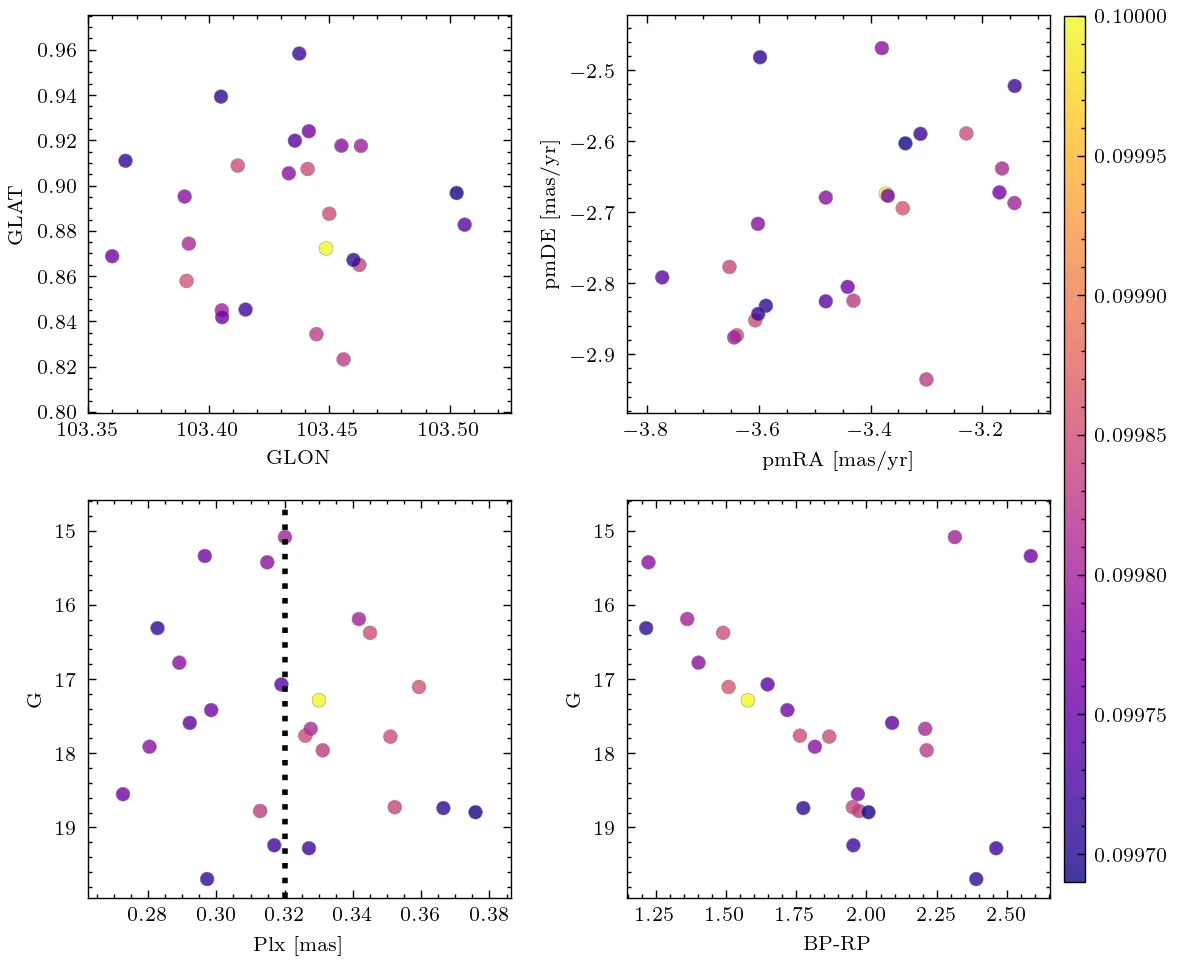 0.96
0.94
0.92
0.90
0.88
0.86
0.84
0.82
0.80
GLAT
103.35 103.40 103.45 103.50
GLON
−2.5
−2.6
−2.7
−2.8
−2.9
pmDE [mas/yr]
−3.8 −3.6 −3.4 −3.2
pmRA [mas/yr]
0.10000
0.09995
0.09990
0.09985
0.09980
0.09975
0.09970
15
16
17
18
19
G
0.28 0.30 0.32 0.34 0.36 0.38
Plx [mas]
15
16
17
18
19
G
1.25 1.50 1.75 2.00 2.25 2.50
BP-RP